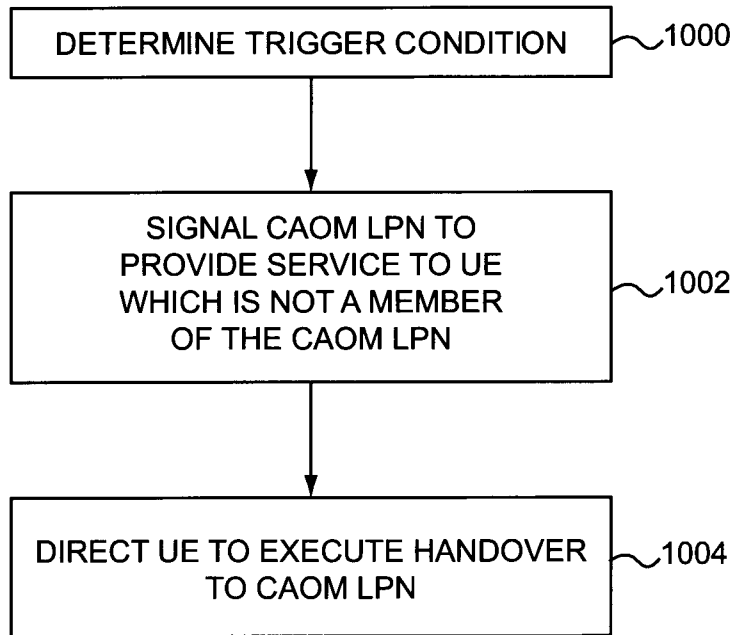 DETERMINE TRIGGER CONDITION
1000
SIGNAL CAOM LPN TO
PROVIDE SERVICE TO UE
WHICH IS NOT A MEMBER
OF THE CAOM LPN
1002
DIRECT UE TO EXECUTE HANDOVER
TO CAOM LPN
1004